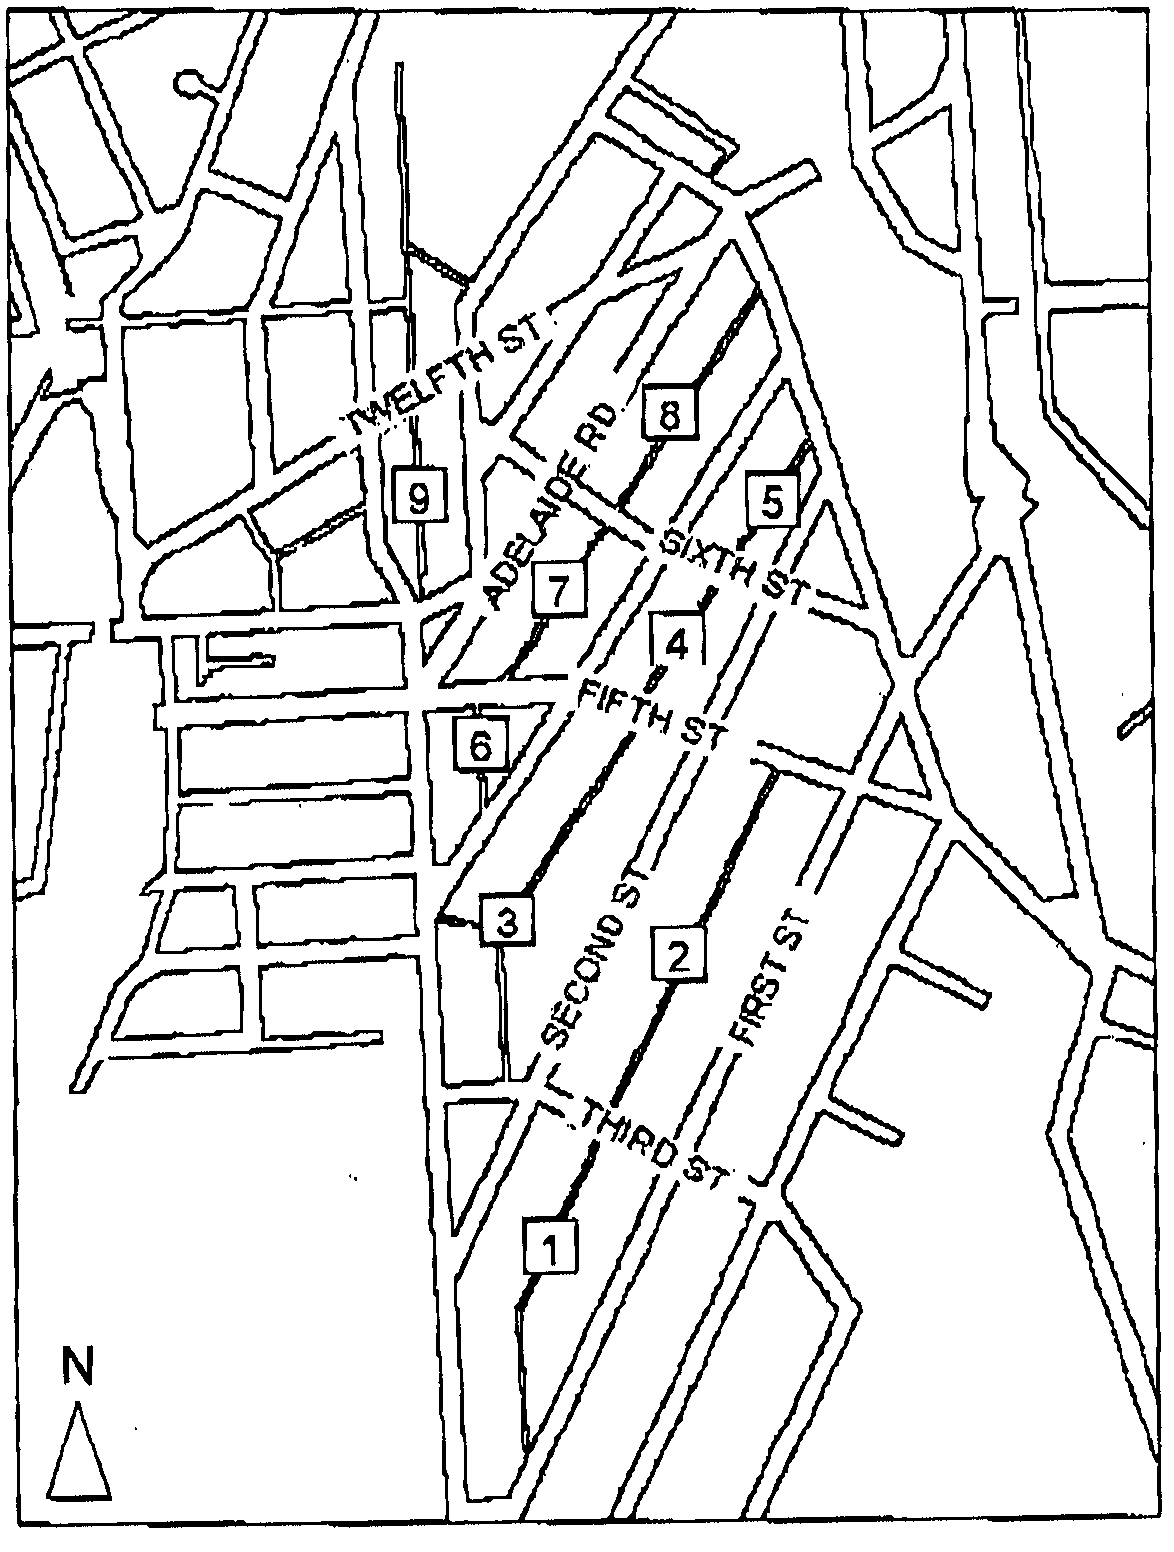 TWELFTH ST.
8
ADELAIDE RD
9
5
SIXTH ST
7
4
FIFTH ST
6
3
SECOND ST
2
FIRST ST
THIRD ST
1
N